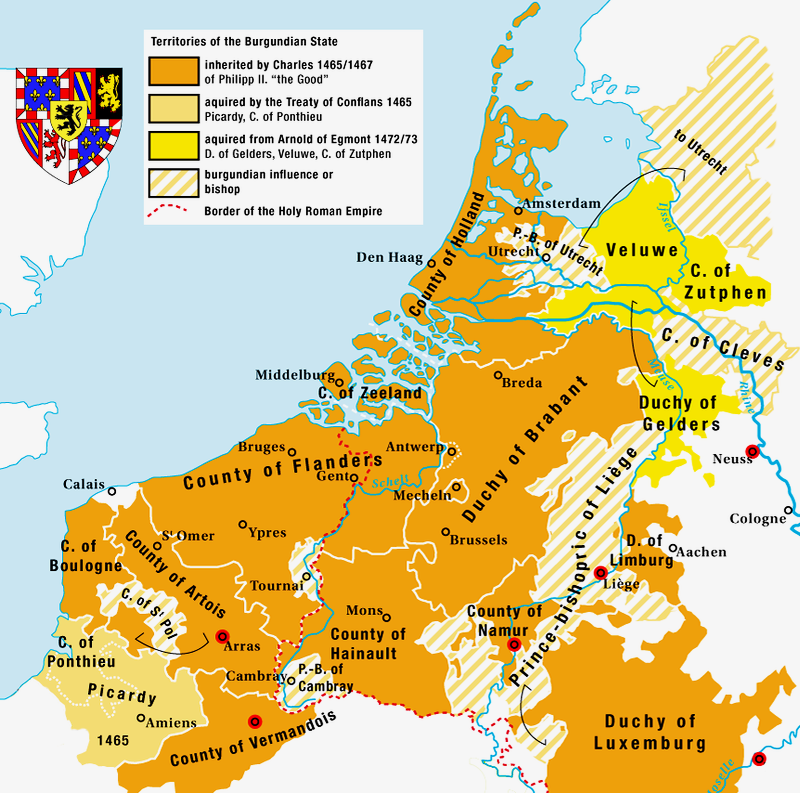 Territories of the Burgundian State
inherited by Charles 1465/1467
of Philipp II. “the Good”
aquired by the Treaty of Conflans 1465
Picardy, C. of Ponthieu
aquired from Arnold of Egmont 1472/73
D. of Gelders, Veluwe, C. of Zutphen
burgundian influence or
bishop
Border of the Holy Roman Empire
to Utrecht
Amsterdam
IJssel
County of Holland
P.-B. of Utrecht
Utrecht
Den Haag
Veluwe
C. of
Zutphen
C. of Cleves
Middelburg
C. of Zeeland
Breda
Meuse
Rhine
Duchy of
Gelders
Duchy of Brabant
Bruges
Antwerp
County of Flanders
Gent
Schelt
Mecheln
Neuss
Calais
Cologne
Prince-bishopric of Liège
St Omer
Ypres
Brussels
C. of
Boulogne
County of Artois
D. of
Limburg
Aachen
Tournai
Liège
C. of St Pol
Mons
County of
Namur
County of
Hainault
Arras
C. of
Ponthieu
Cambray
P.-B. of
Cambray
Picardy
Amiens
1465
County of Vermandois
Duchy of
Luxemburg
Moselle